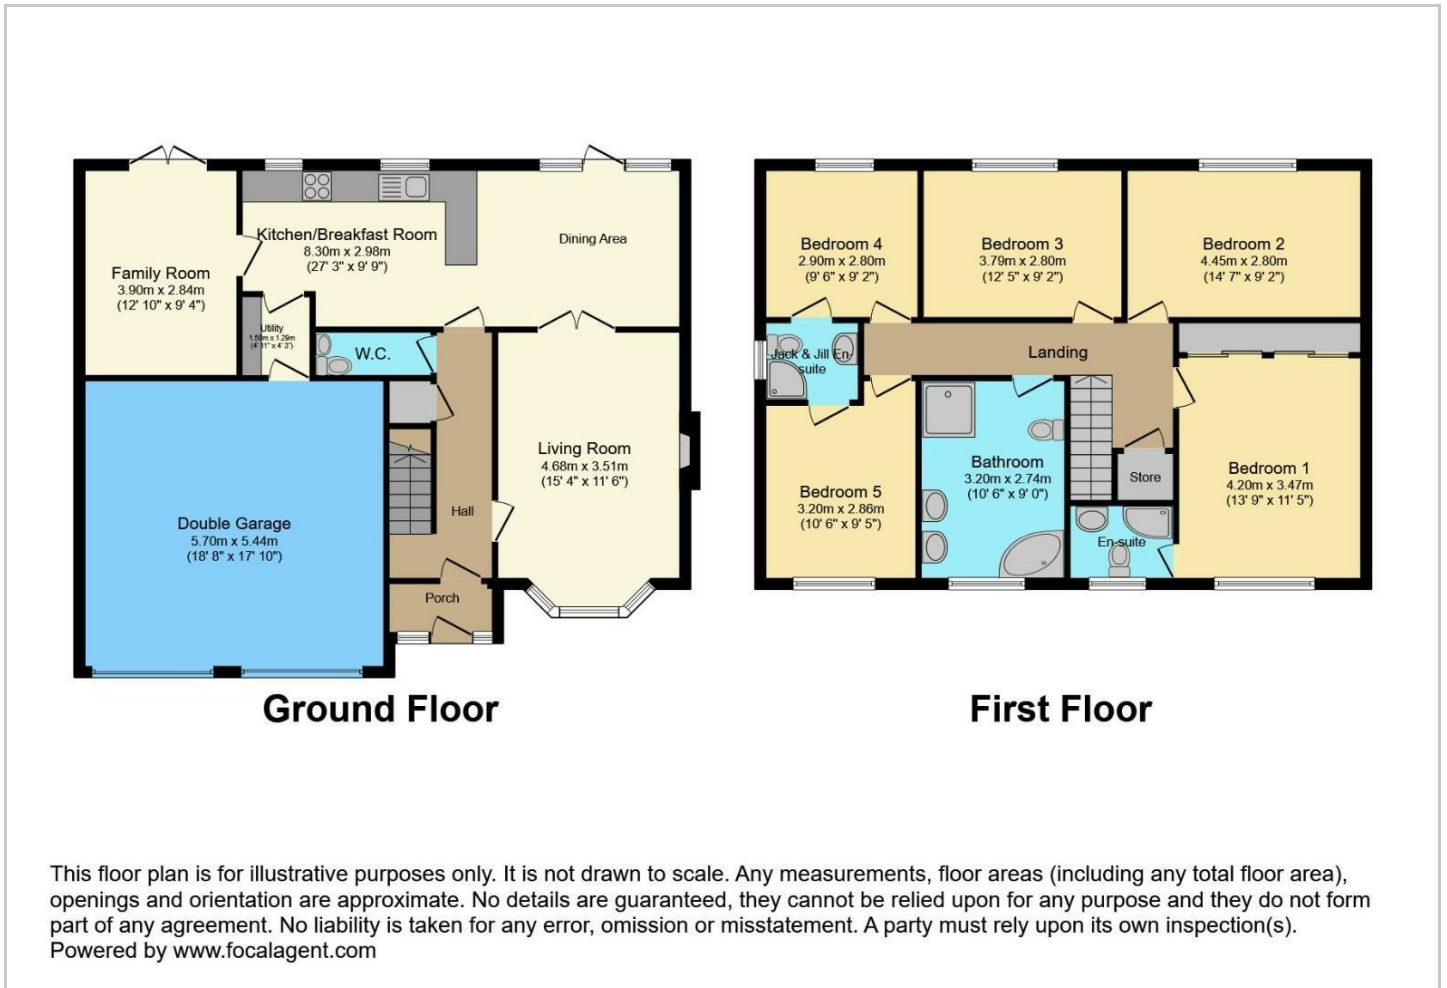 Kitchen/Breakfast Room
8.30m x 2.98m
(27' 3" x 9' 9")
Dining Area
Family Room
3.90m x 2.84m
(12' 10" x 9' 4")
Utility
1.50m x 1.29m
(4' 11" x 4' 3")
W.C.
Living Room
4.68m x 3.51m
(15' 4" x 11' 6")
Hall
Double Garage
5.70m x 5.44m
(18' 8" x 17' 10")
Porch
Ground Floor
Bedroom 4
2.90m x 2.80m
(9' 6" x 9' 2")
Bedroom 3
3.79m x 2.80m
(12' 5" x 9' 2")
Bedroom 2
4.45m x 2.80m
(14' 7" x 9' 2")
Jack & Jill En-
suite
Landing
Bathroom
3.20m x 2.74m
(10' 6" x 9' 0")
Store
Bedroom 1
4.20m x 3.47m
(13' 9" x 11' 5")
Bedroom 5
3.20m x 2.86m
(10' 6" x 9' 5")
En-suite
First Floor
This floor plan is for illustrative purposes only. It is not drawn to scale. Any measurements, floor areas (including any total floor area),
openings and orientation are approximate. No details are guaranteed, they cannot be relied upon for any purpose and they do not form
part of any agreement. No liability is taken for any error, omission or misstatement. A party must rely upon its own inspection(s).
Powered by www.focalagent.com